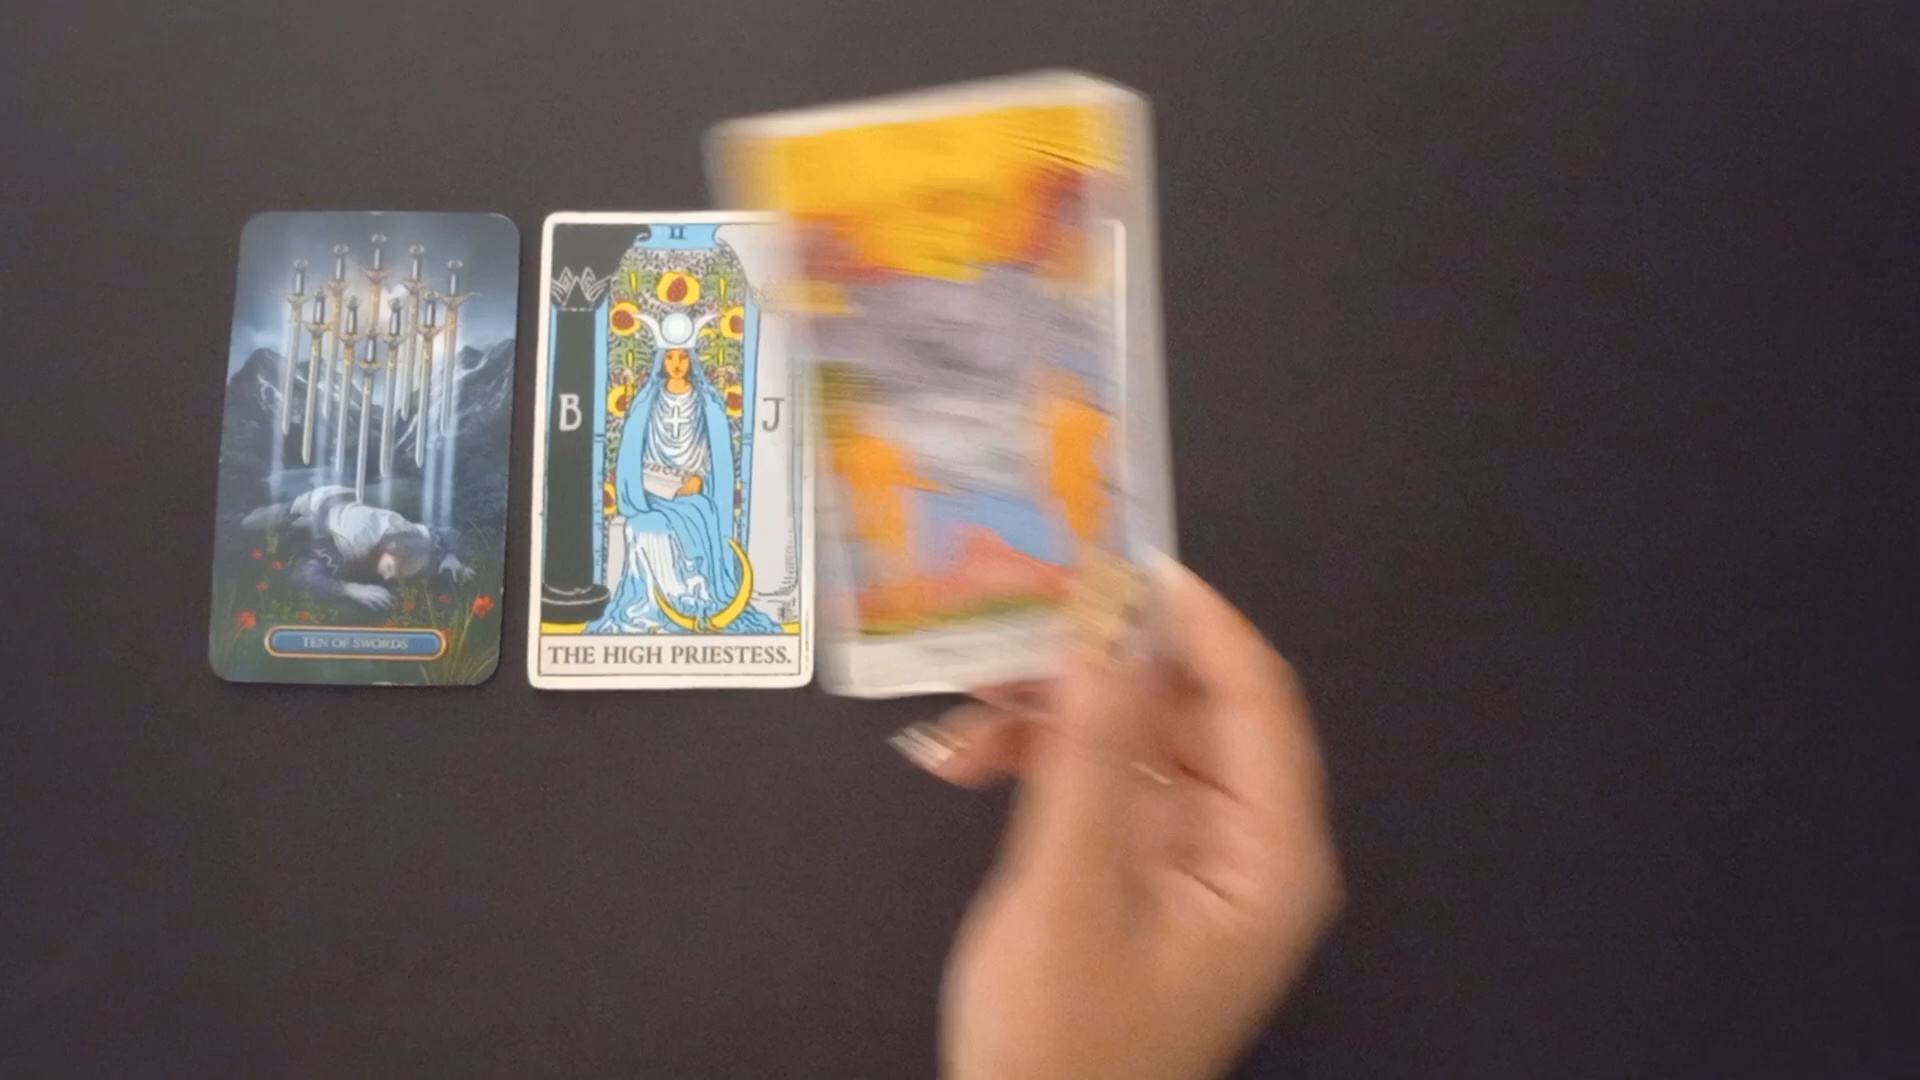 TEN OF SWORDS
II
B
J
THE HIGH PRIESTESS.